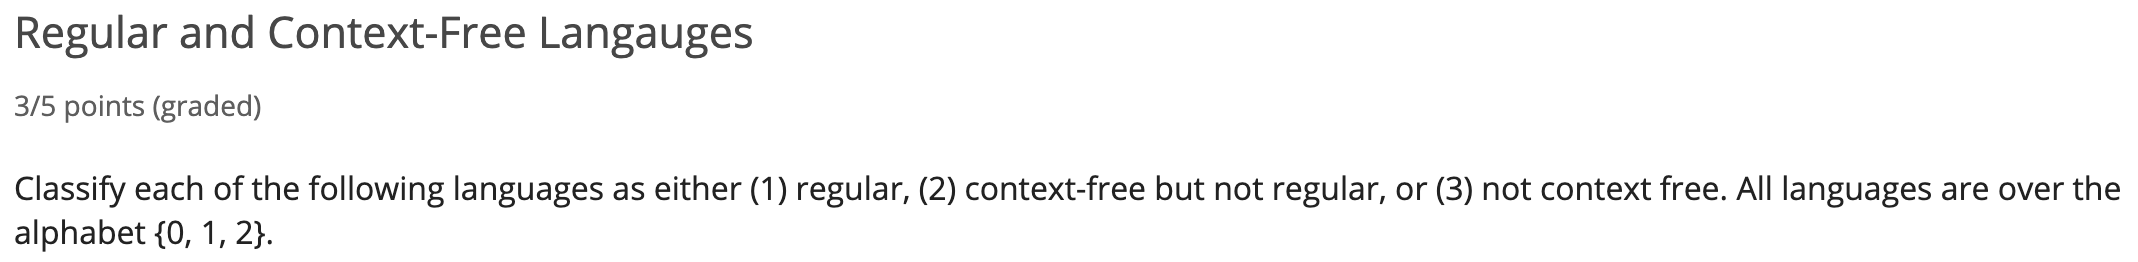 Regular and Context-Free Langauges
3/5 points (graded)
Classify each of the following languages as either (1) regular, (2) context-free but not regular, or (3) not context free. All languages are over the
alphabet {0, 1, 2}.